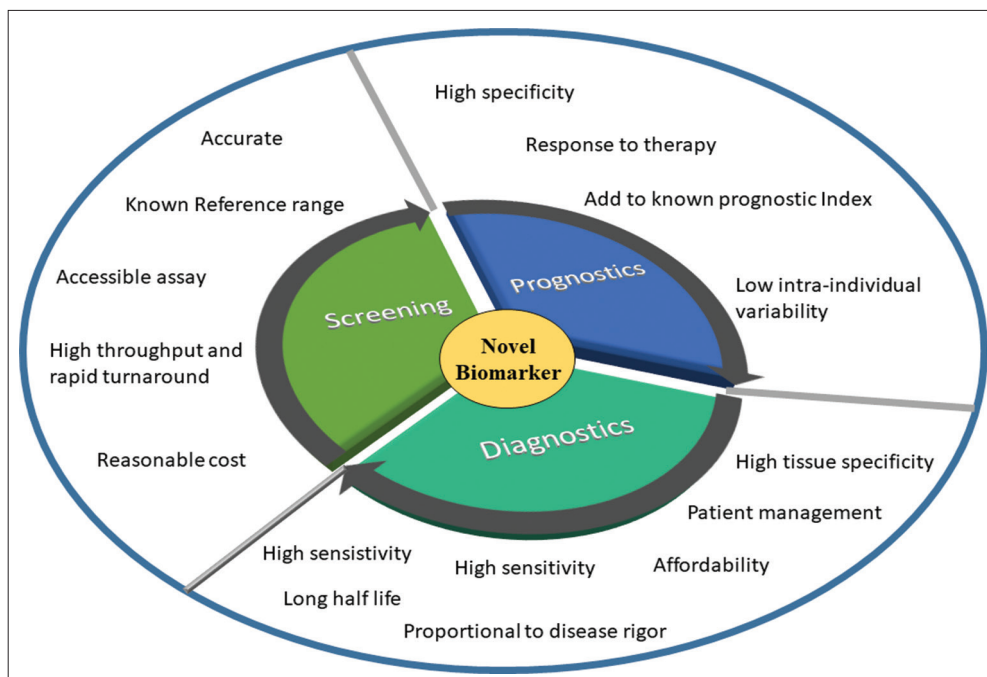 High specificity
Accurate
Response to therapy
Known Reference range
Add to known prognostic Index
Accessible assay
Prognostics
Low intra-individual
variability
Screening
High throughput and
rapid turnaround
Novel
Biomarker
Diagnostics
Reasonable cost
High tissue specificity
Patient management
High sensistivity
High sensitivity
Affordability
Long half life
Proportional to disease rigor